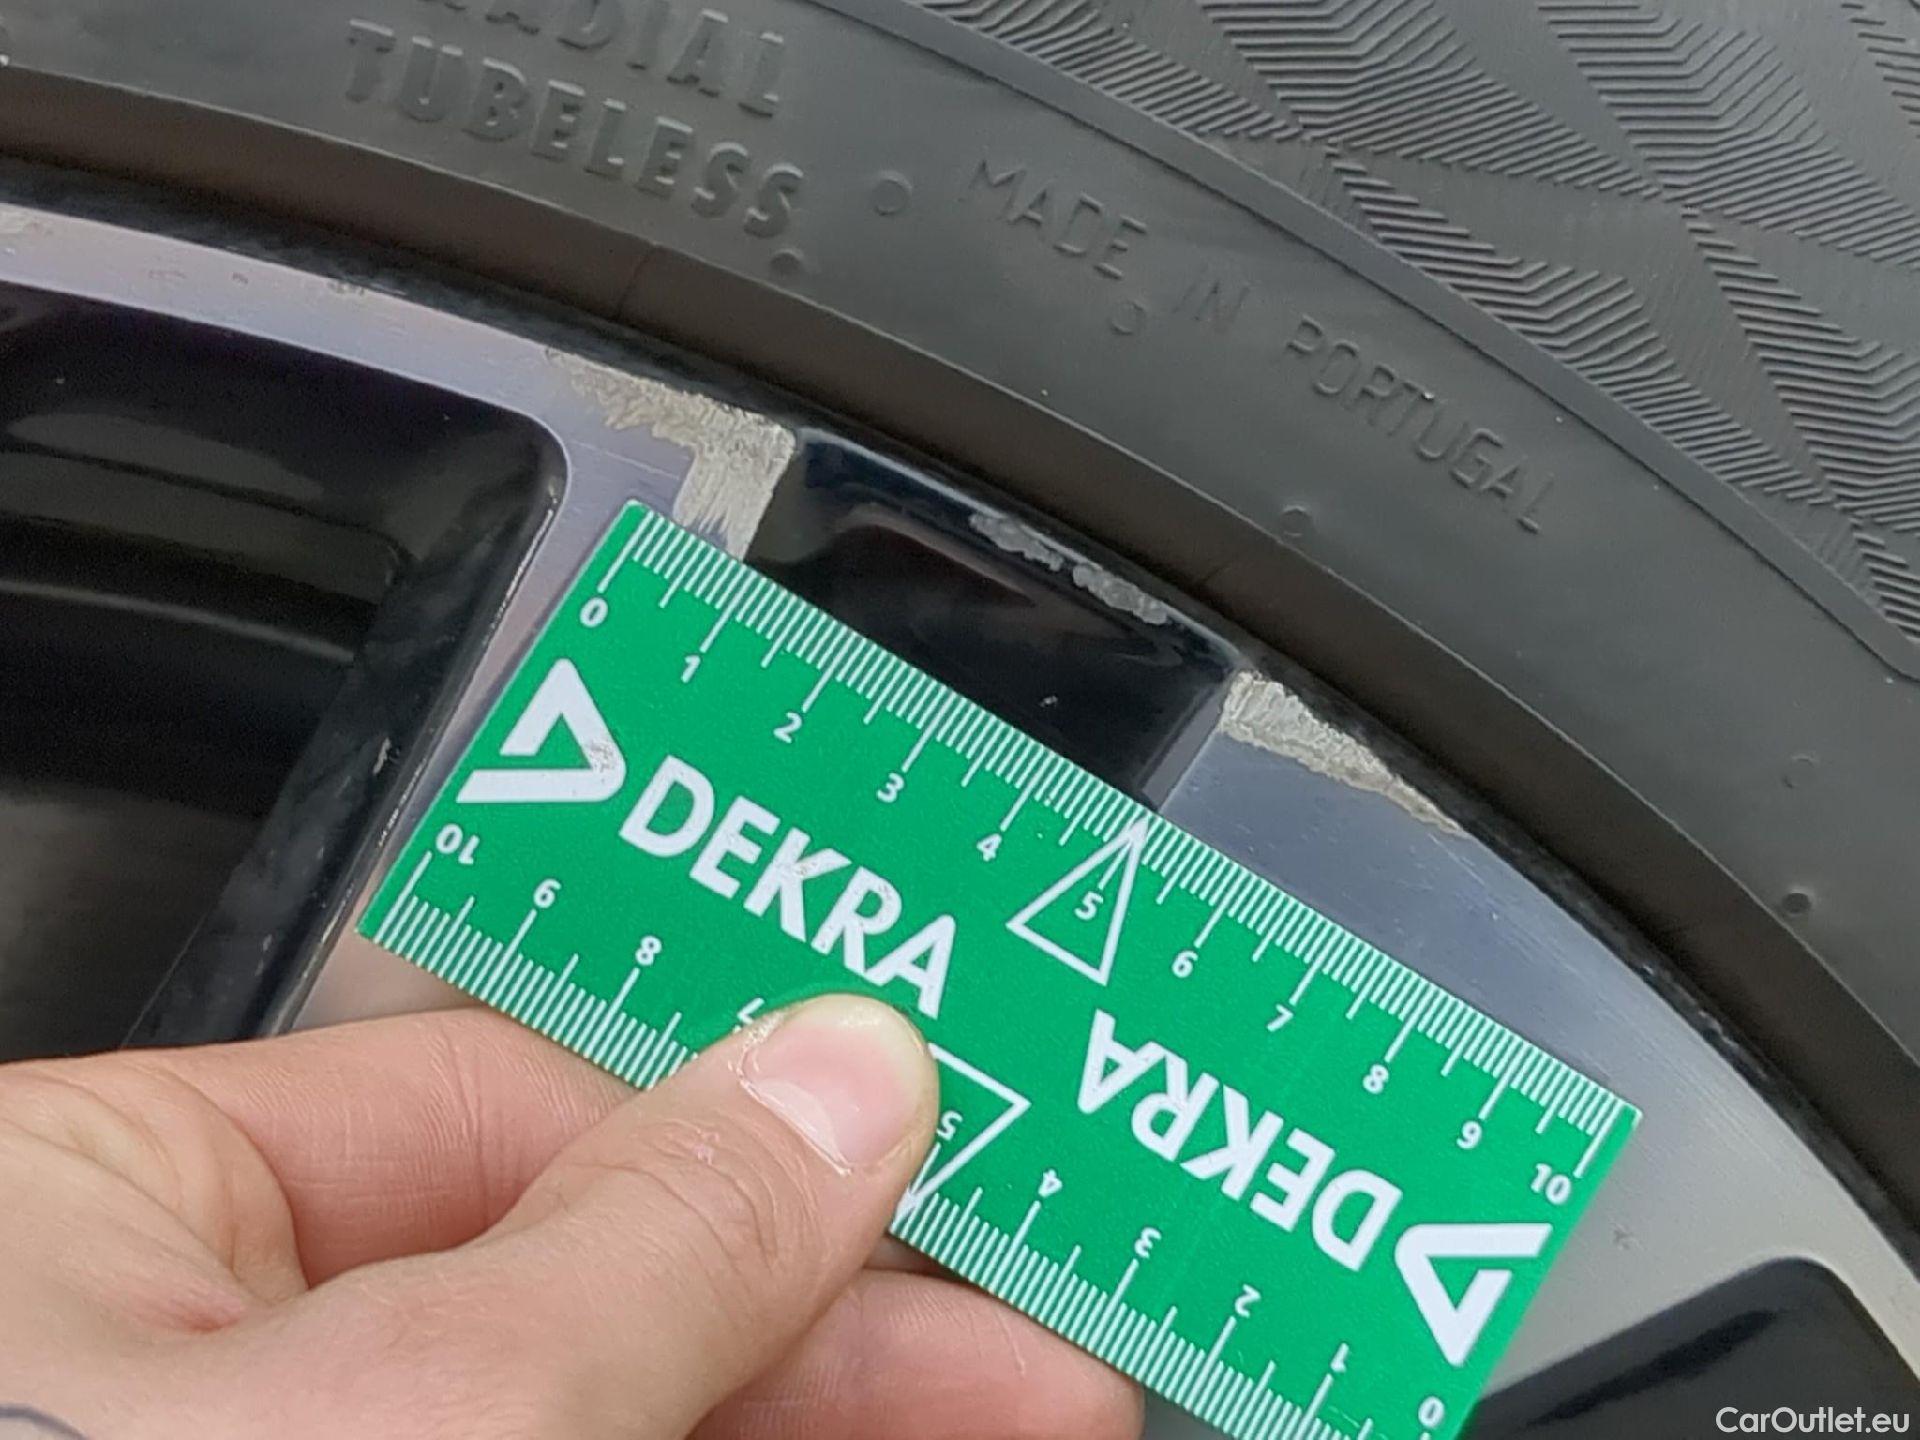 RADIAL
TUBELESS
MADE IN PORTUGAL
0 1 2 3 4 5 6 7 8 9 10
DEKRA
DEKRA
10 9 8 7 5 4 3 2 1 0
CarOutlet.eu